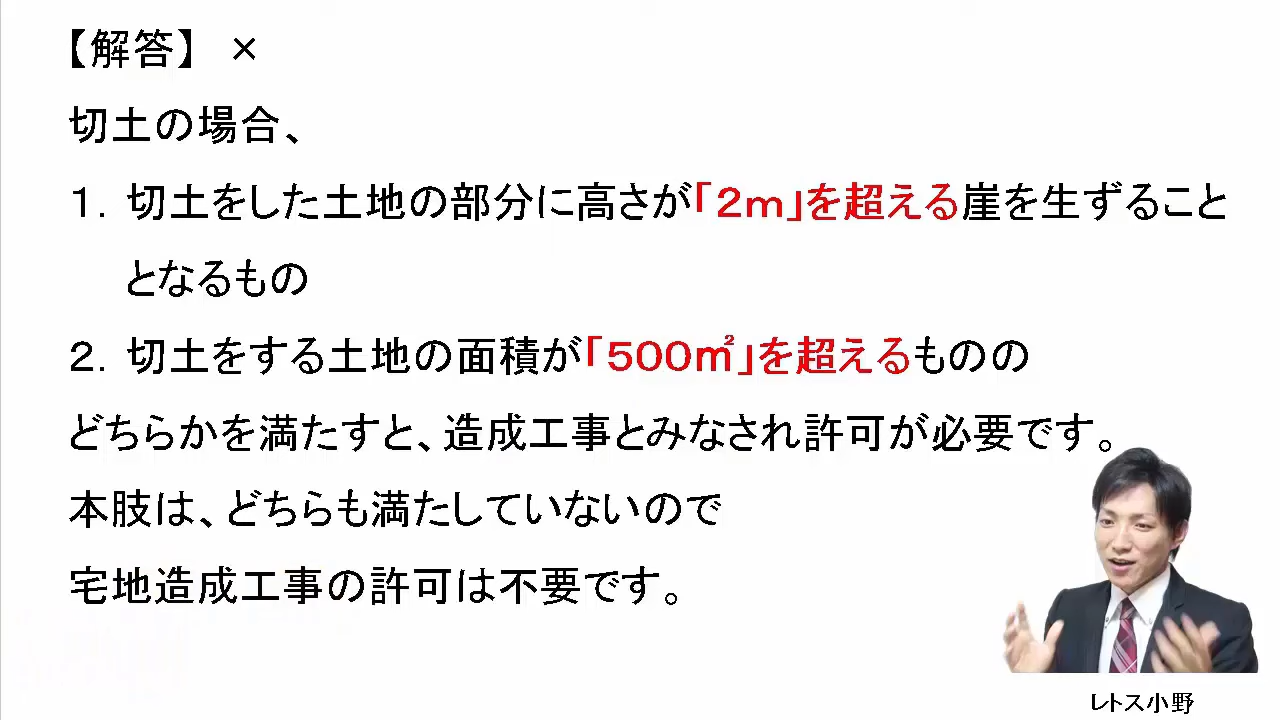 【解答】　×
切土の場合、
１．切土をした土地の部分に高さが「２ｍ」を超える崖を生ずること
となるもの
２．切土をする土地の面積が「５００㎡」を超えるものの
どちらかを満たすと、造成工事とみなされ許可が必要です。
本肢は、どちらも満たしていないので
宅地造成工事の許可は不要です。
レトス小野